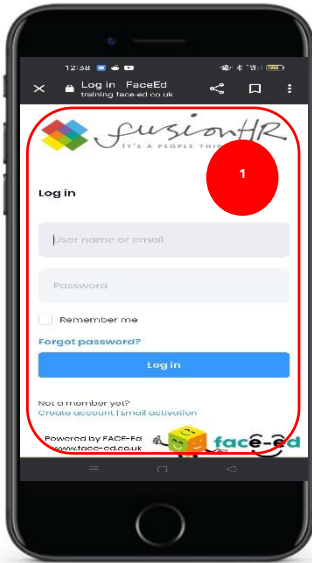 12:38
Log in FaceEd
training.face-ed.co.uk
fusionHR
IT'S A PEOPLE THIN
1
Log in
User name or email
Password
Remember me
Forgot password?
Log in
Not a member yet?
Create account | Email activation
Powered by FACE-Ed
www.face-ed.co.uk
face-ed